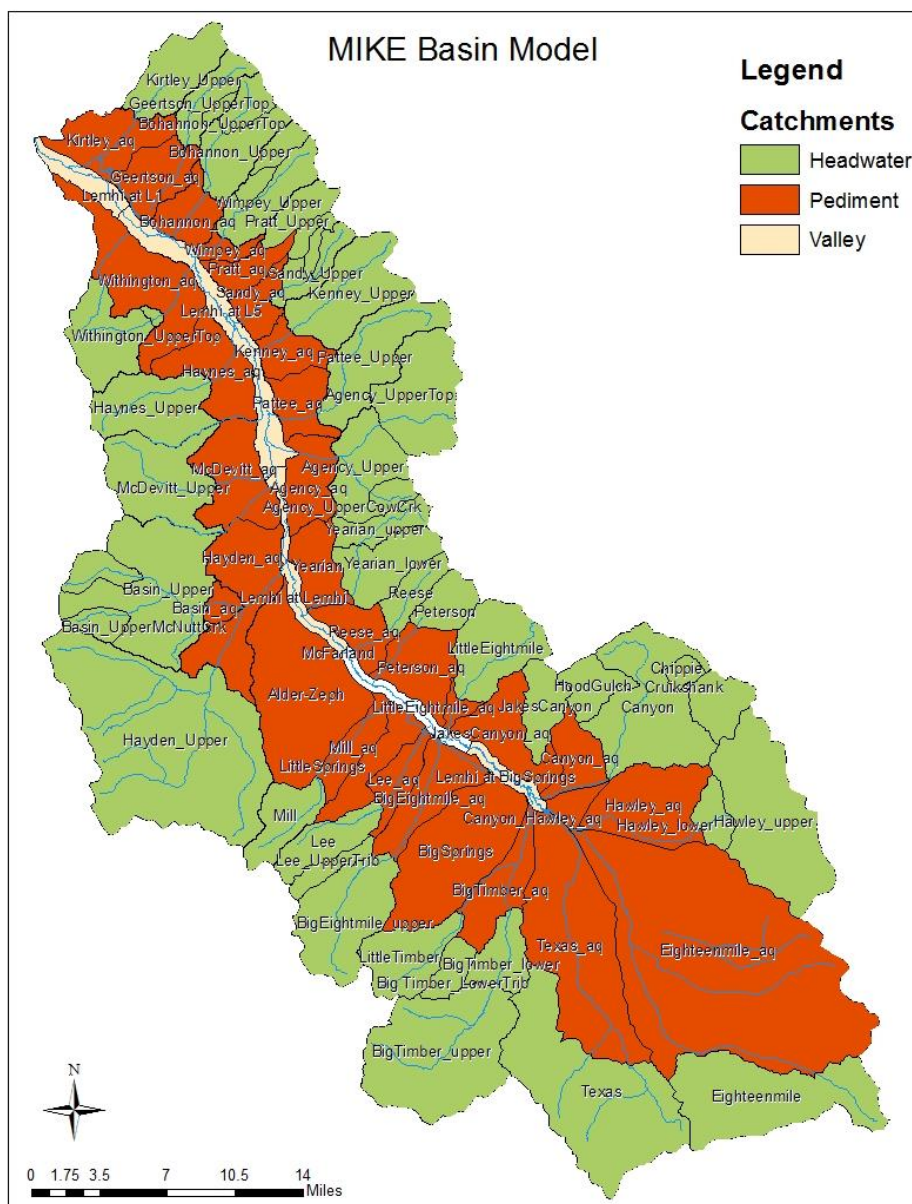 MIKE Basin Model
Legend
Catchments
Headwater
Pediment
Valley
Kirtley_Upper
Geertson_UpperTop
Bohannon_UpperTop
Kirtley_aq
Bohannon_Upper
Geertson_aq
Lemhi at L1
Wimpey_Upper
Bohannon_aq
Pratt_Upper
Wimpey_aq
Pratt_aq
Sandy_Upper
Withington_aq
Sandy_aq
Kenney_Upper
Lemhi at L5
Withington_UpperTop
Kenney_aq
Pattee_Upper
Haynes_aq
Agency_UpperTop
Haynes_Upper
Pattee_aq
McDevitt_aq
Agency_Upper
McDevitt_Upper
Agency_aq
Agency_UpperCowCrk
Yearian_upper
Hayden_aq
Yearian
Yearian_lower
Basin_Upper
Reese
Basin_aq
Lemhi at Lemhi
Peterson
Basin_UpperMcNuttCrk
Reese_aq
McFarland
LittleEightmile
Peterson_aq
Chippie
HoodGulch
Cruikshank
Alder-Zeph
JakesCanyon
Canyon
LittleEightmile_aq
Hayden_Upper
JakesCanyon_aq
Mill_aq
Canyon_aq
LittleSprings
Lee_aq
Lemhi at BigSprings
BigEightmile_aq
Hawley_aq
Mill
Canyon_Hawley_aq
Hawley_lower
Hawley_upper
Lee
BigSprings
Lee_UpperTrib
BigTimber_aq
BigEightmile_upper
Texas_aq
Eighteenmile_aq
LittleTimber
BigTimber_lower
BigTimber_LowerTrib
BigTimber_upper
Texas
Eighteenmile
N
0 1.75 3.5 7 10.5 14
Miles